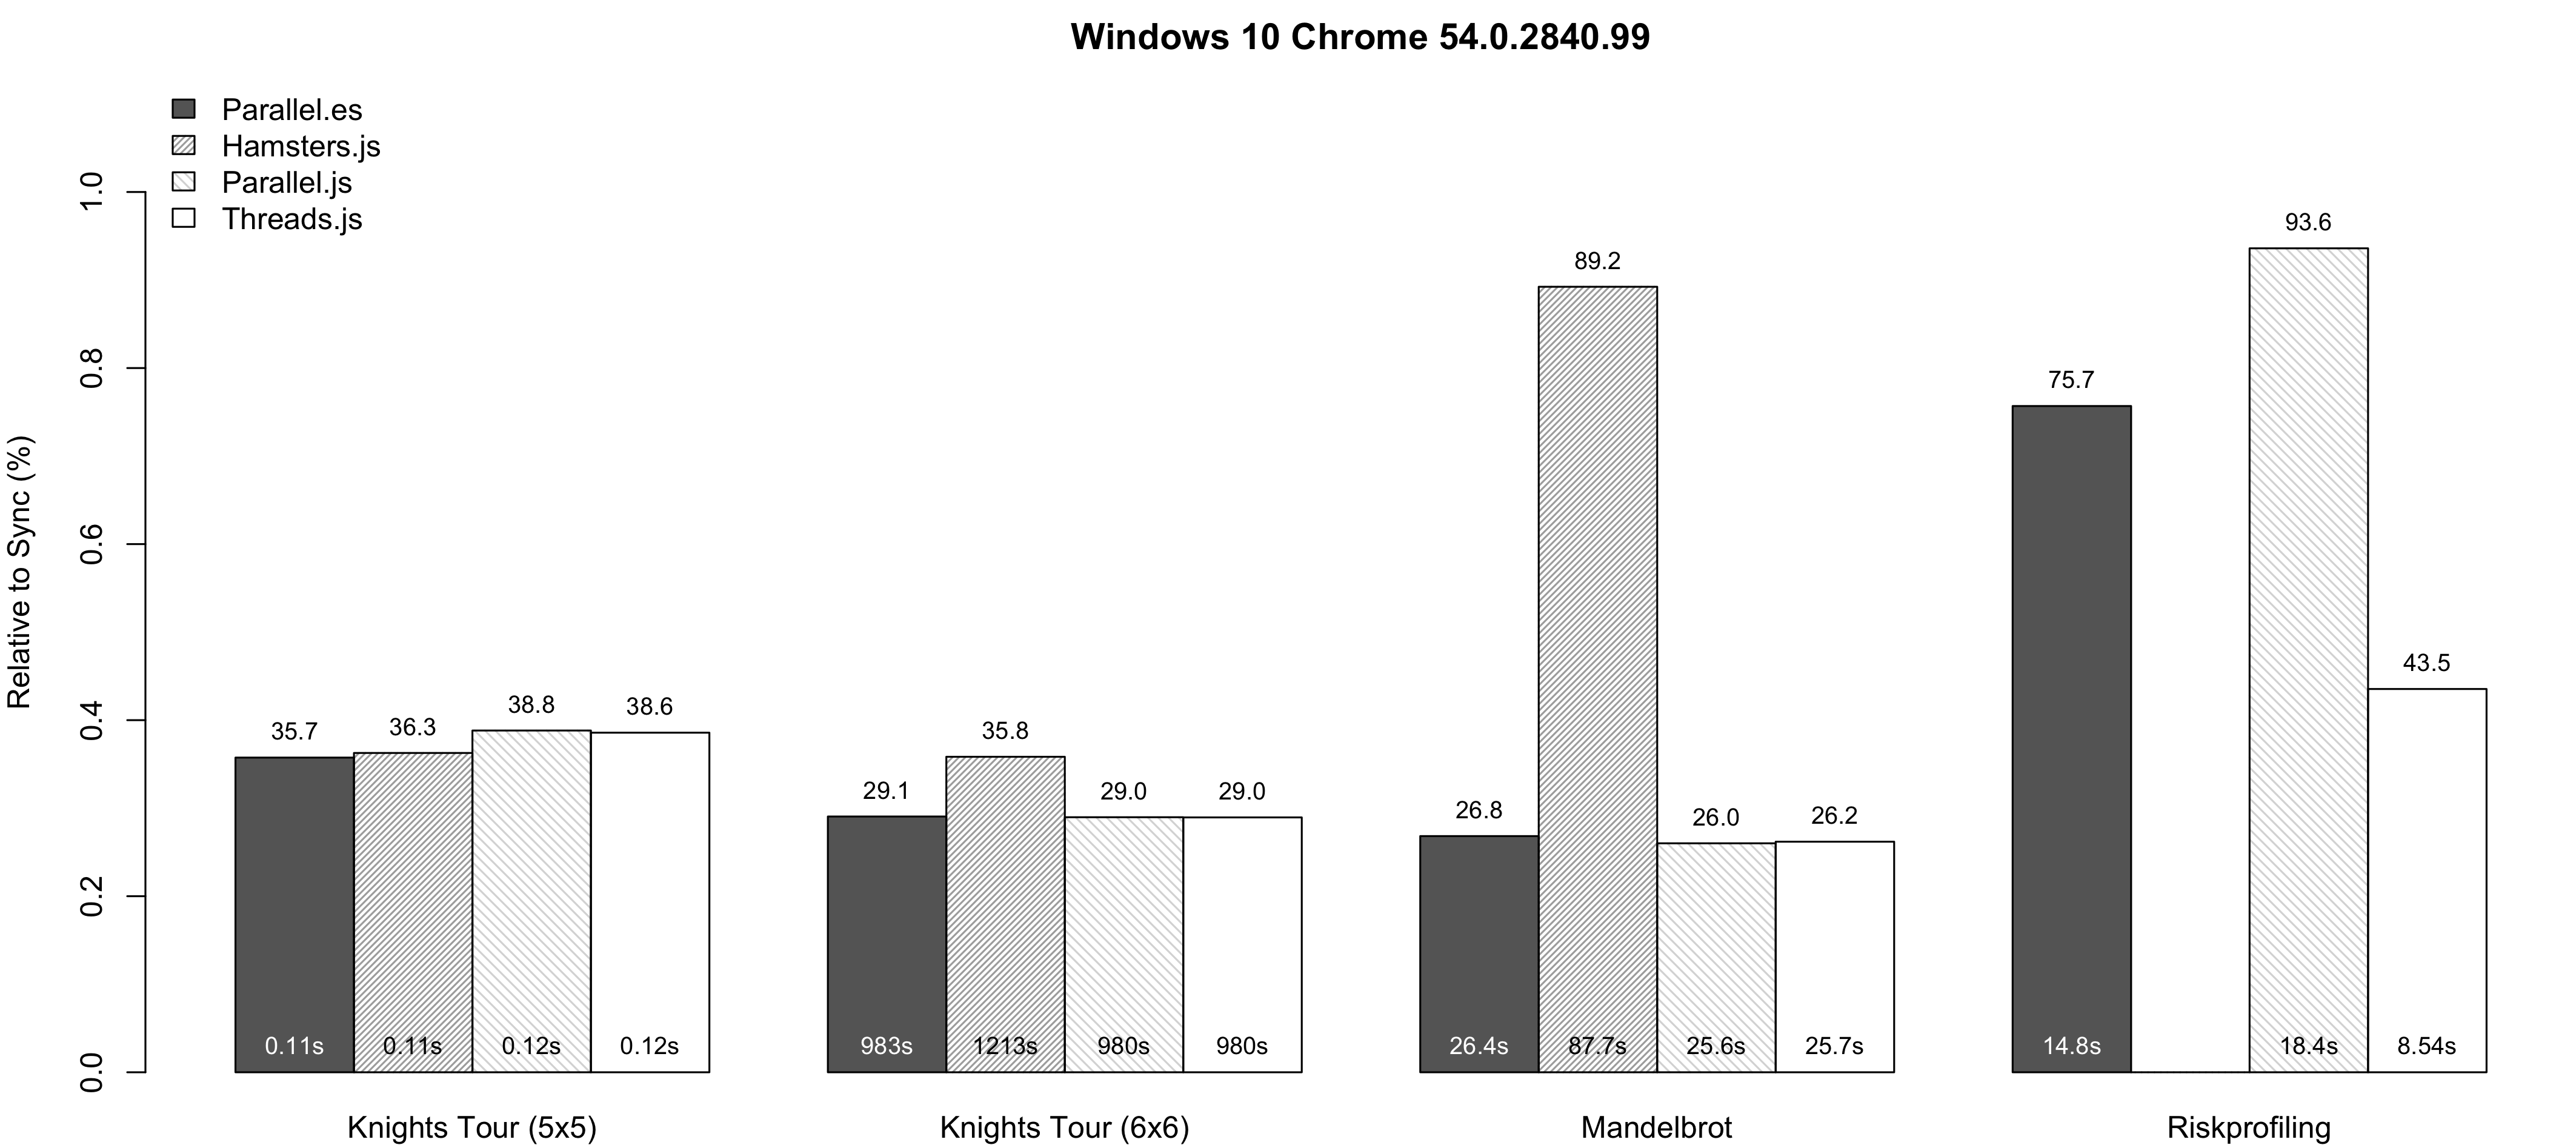 Windows 10 Chrome 54.0.2840.99
Parallel.es
Hamsters.js
Parallel.js
Threads.js
Relative to Sync (%)
1.0
0.8
0.6
0.4
0.2
0.0
35.7 36.3 38.8 38.6
0.11s 0.11s 0.12s 0.12s
Knights Tour (5x5)
29.1 35.8 29.0 29.0
983s 1213s 980s 980s
Knights Tour (6x6)
26.8 89.2 26.0 26.2
26.4s 87.7s 25.6s 25.7s
Mandelbrot
75.7 93.6 43.5
14.8s 18.4s 8.54s
Riskprofiling